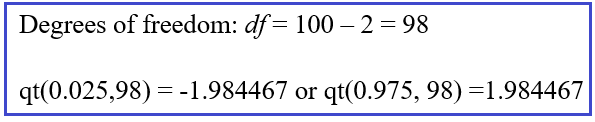 Degrees of freedom: df = 100 – 2 = 98
qt(0.025,98) = -1.984467 or qt(0.975, 98) =1.984467